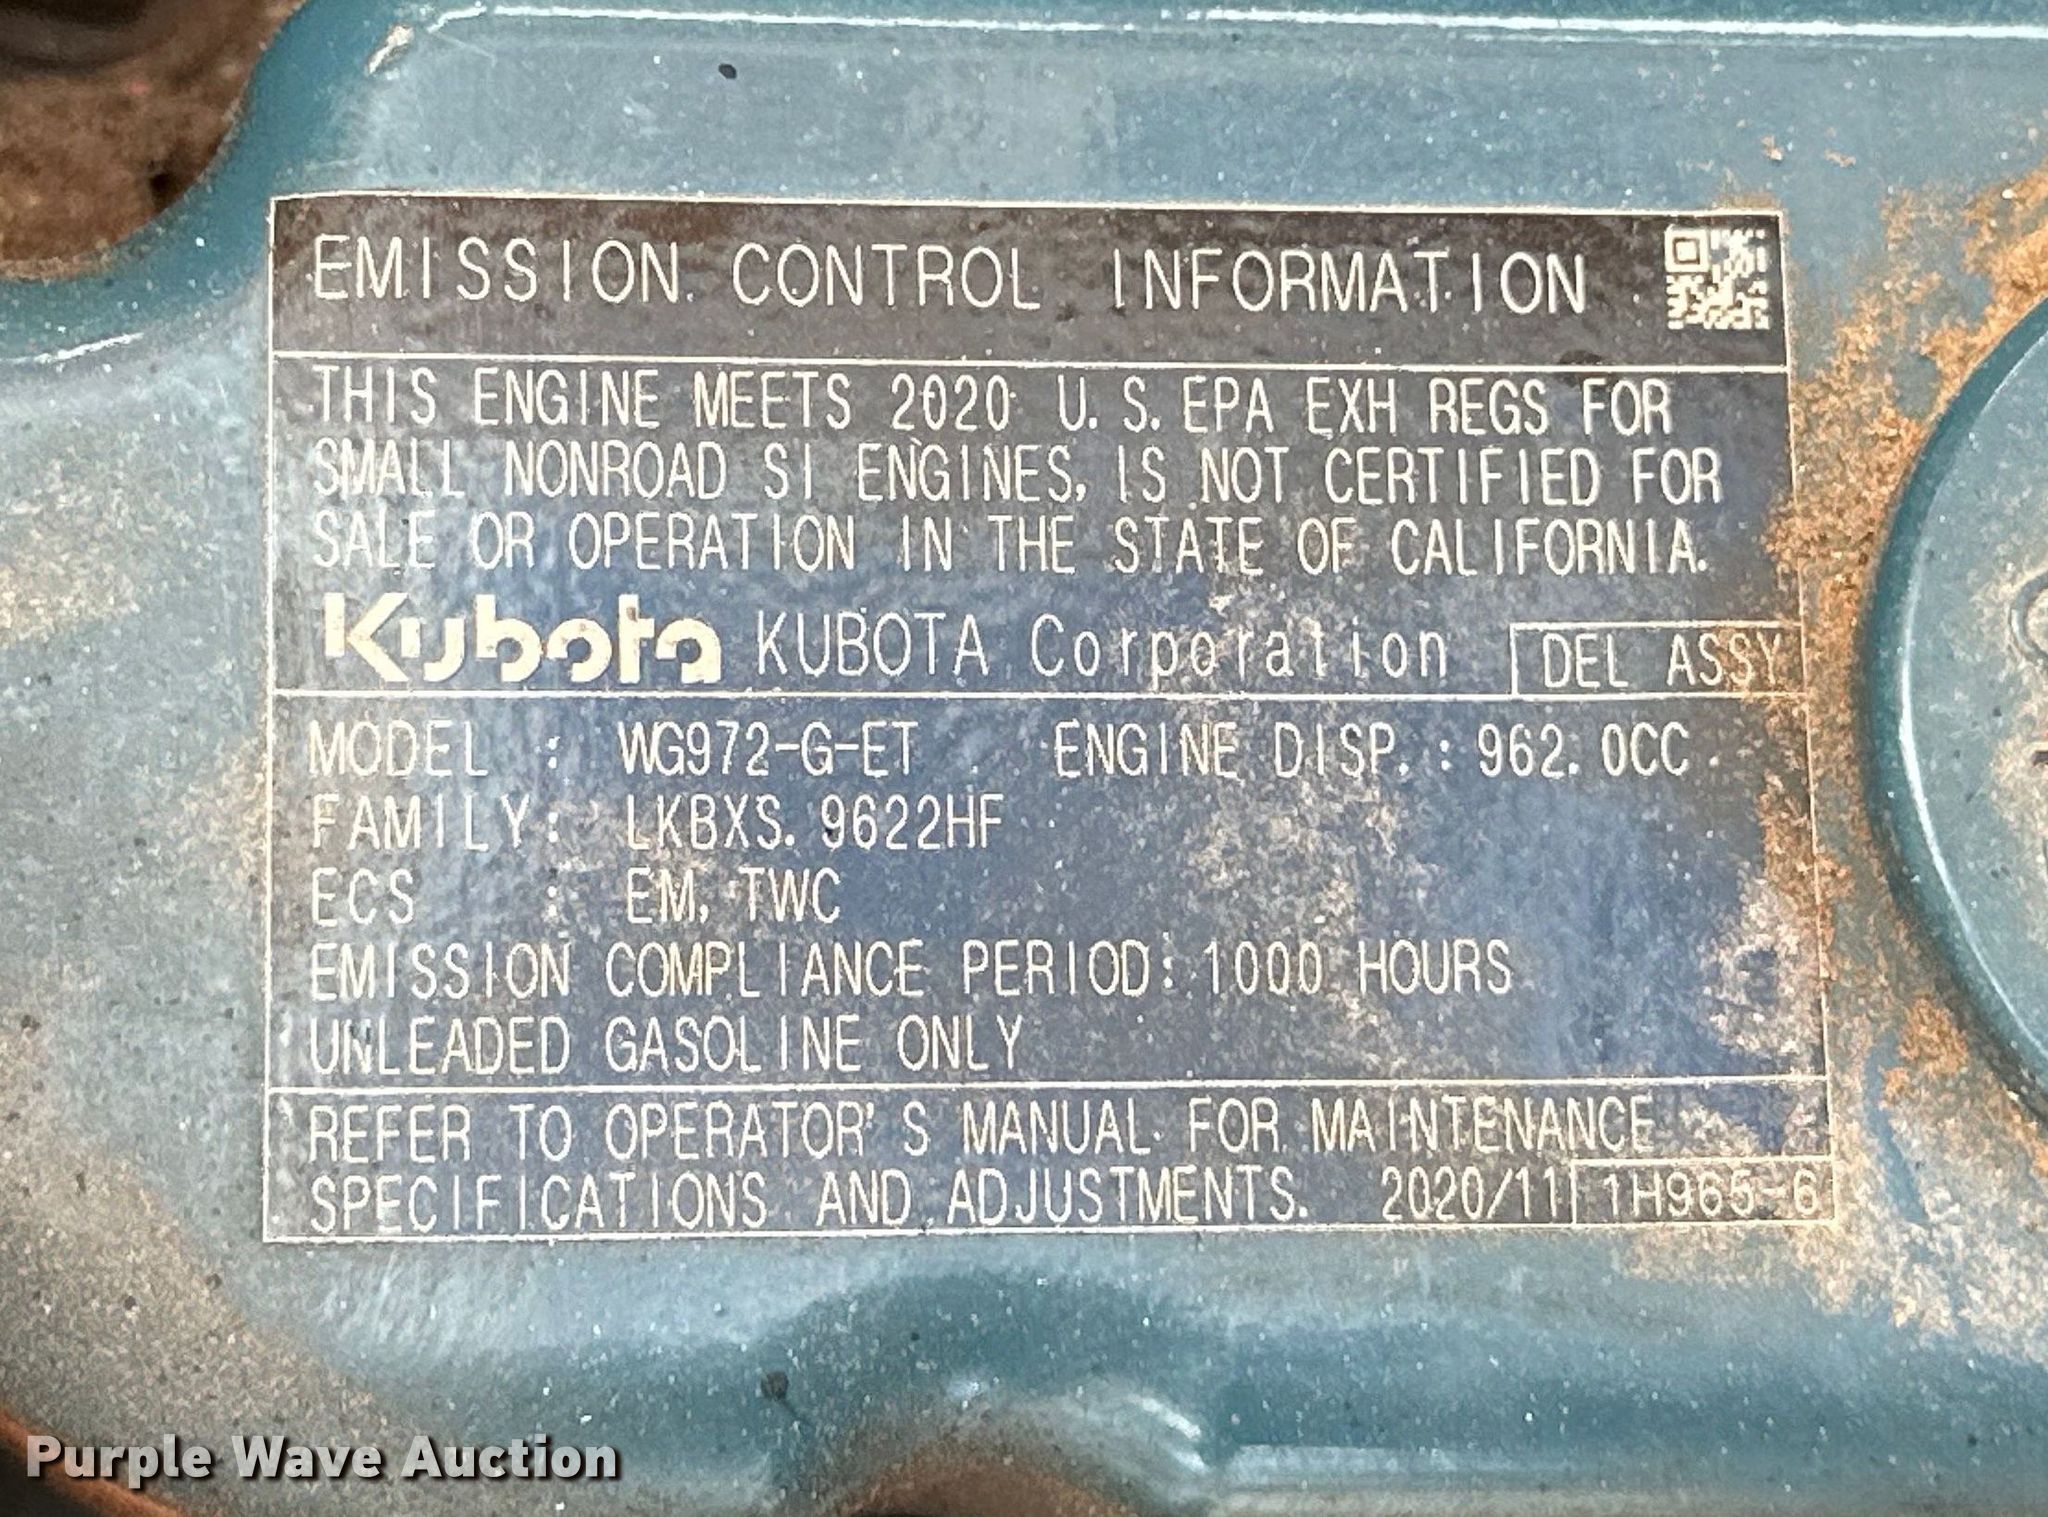 EMISSION CONTROL INFORMATION
THIS ENGINE MEETS 2020 U.S. EPA EXH REGS FOR
SMALL NONROAD SI ENGINES, IS NOT CERTIFIED FOR
SALE OR OPERATION IN THE STATE OF CALIFORNIA.
Kubota KUBOTA Corporation DEL ASSY
MODEL : WG972-G-ET ENGINE DISP. : 962.0CC
FAMILY: LKBXS.9622HF
ECS : EM, TWC
EMISSION COMPLIANCE PERIOD: 1000 HOURS
UNLEADED GASOLINE ONLY
REFER TO OPERATOR'S MANUAL FOR MAINTENANCE
SPECIFICATIONS AND ADJUSTMENTS. 2020/11 1H965-6
Purple Wave Auction